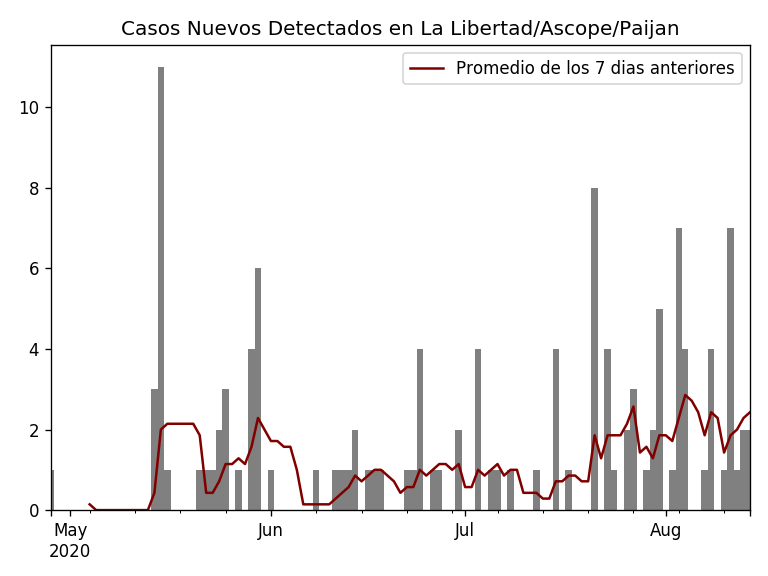 Casos Nuevos Detectados en La Libertad/Ascope/Paijan
Promedio de los 7 dias anteriores
10
8
6
4
2
0
May Jun Jul Aug
2020